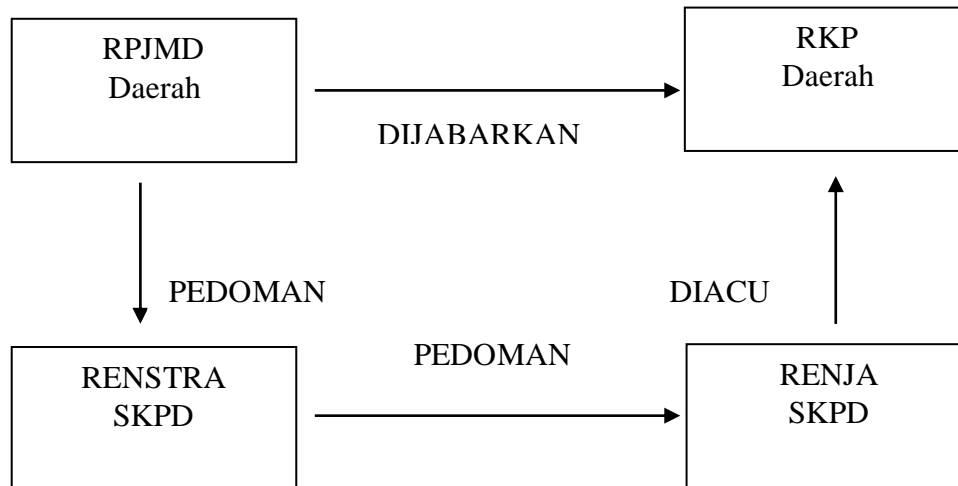 RPJMD
Daerah
RKP
Daerah
DIJABARKAN
PEDOMAN
DIACU
PEDOMAN
RENSTRA
SKPD
RENJA
SKPD